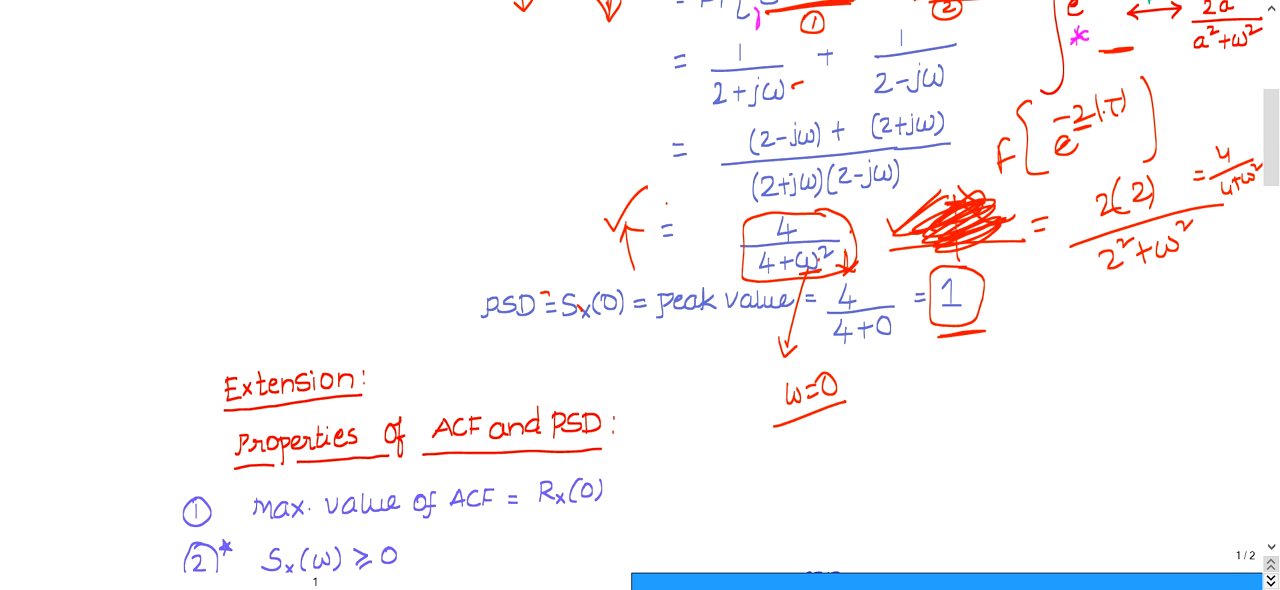 ①
②
e ↔ 2a / a²+ω²
*
= 1/(2+jω) + 1/(2-jω)
= (2-jω) + (2+jω) / (2+jω)(2-jω)
F[e^-2|τ|]
= 4 / 4+ω²
= 2(2) / 2²+ω² = 4 / 4+ω²
PSD = Sx(0) = peak value = 4 / 4+0 = 1
ω=0
Extension:
Properties of ACF and PSD:
① max. value of ACF = Rx(0)
②* Sx(ω) ≥ 0
1
1 / 2